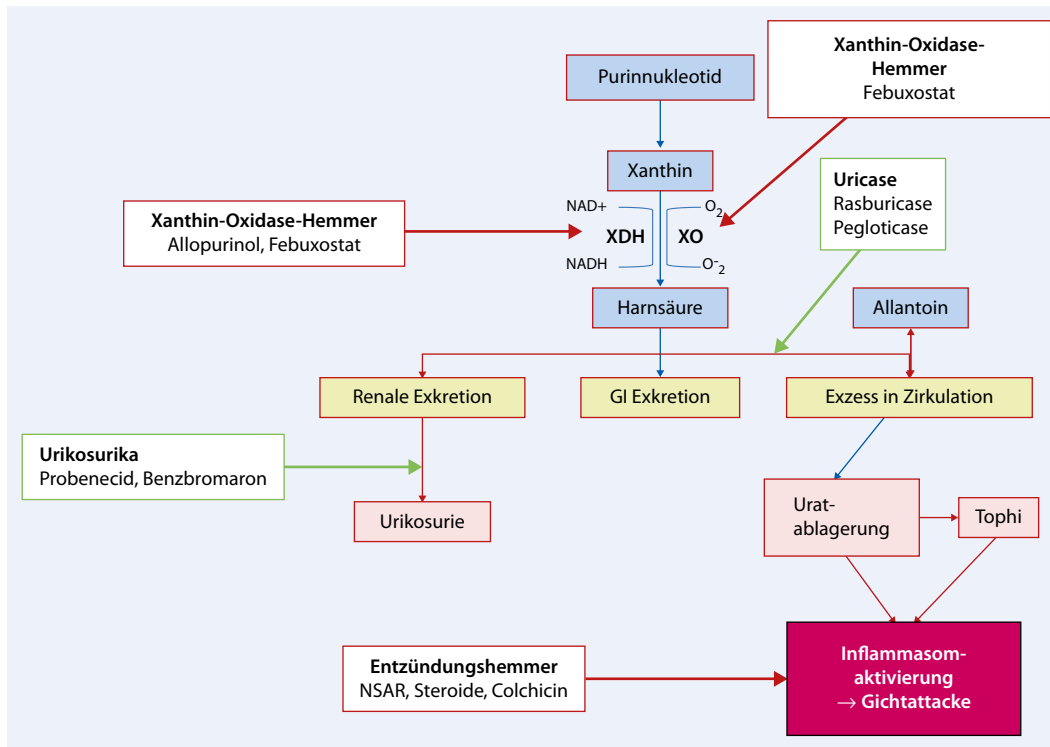 Purinnukleotid
Xanthin-Oxidase-
Hemmer
Febuxostat
Xanthin
Uricase
Rasburicase
Pegloticase
Xanthin-Oxidase-Hemmer
Allopurinol, Febuxostat
NAD+
O2
XDH
XO
NADH
O-2
Harnsäure
Allantoin
Renale Exkretion
GI Exkretion
Exzess in Zirkulation
Urikosurika
Probenecid, Benzbromaron
Urikosurie
Urat-
ablagerung
Tophi
Entzündungshemmer
NSAR, Steroide, Colchicin
Inflammasom-
aktivierung
→ Gichtattacke